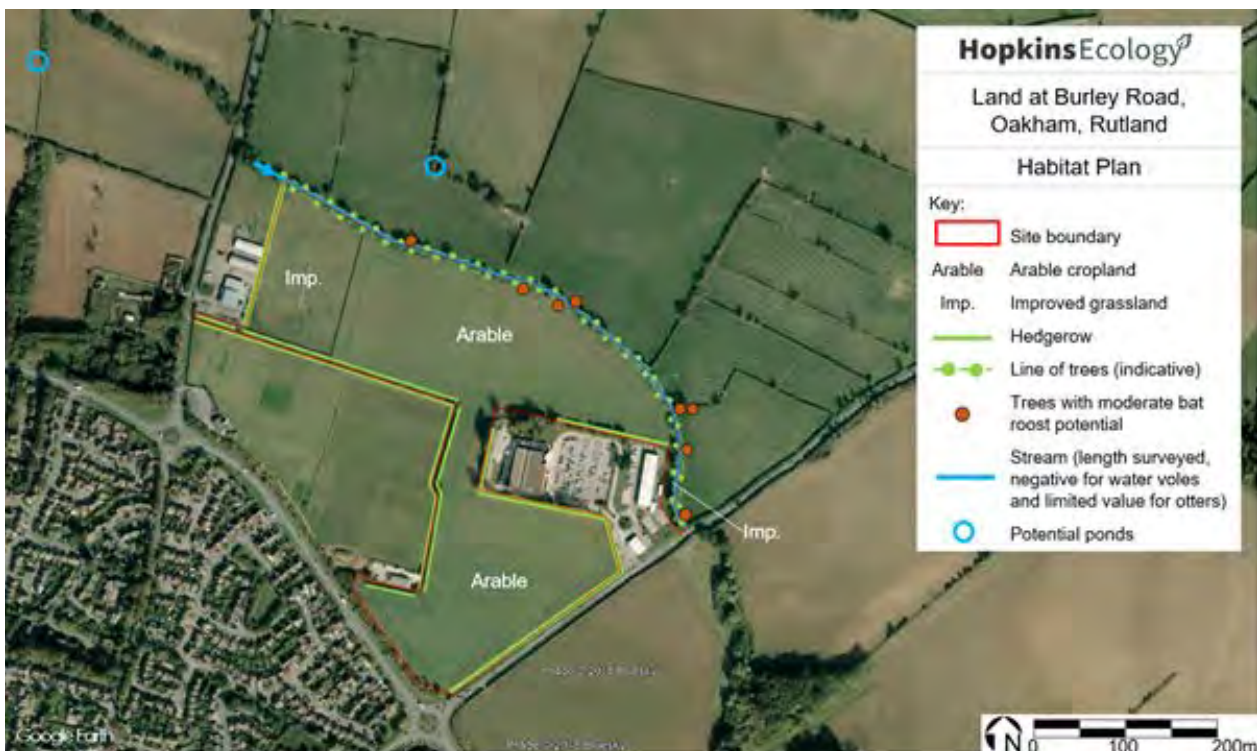 HopkinsEcology
Land at Burley Road,
Oakham, Rutland
Habitat Plan
Key:
Site boundary
Arable Arable cropland
Imp. Improved grassland
Hedgerow
Line of trees (indicative)
Trees with moderate bat
roost potential
Stream (length surveyed,
negative for water voles
and limited value for otters)
Potential ponds
Imp.
Arable
Imp.
Arable
Google Earth
N
0 100 200m